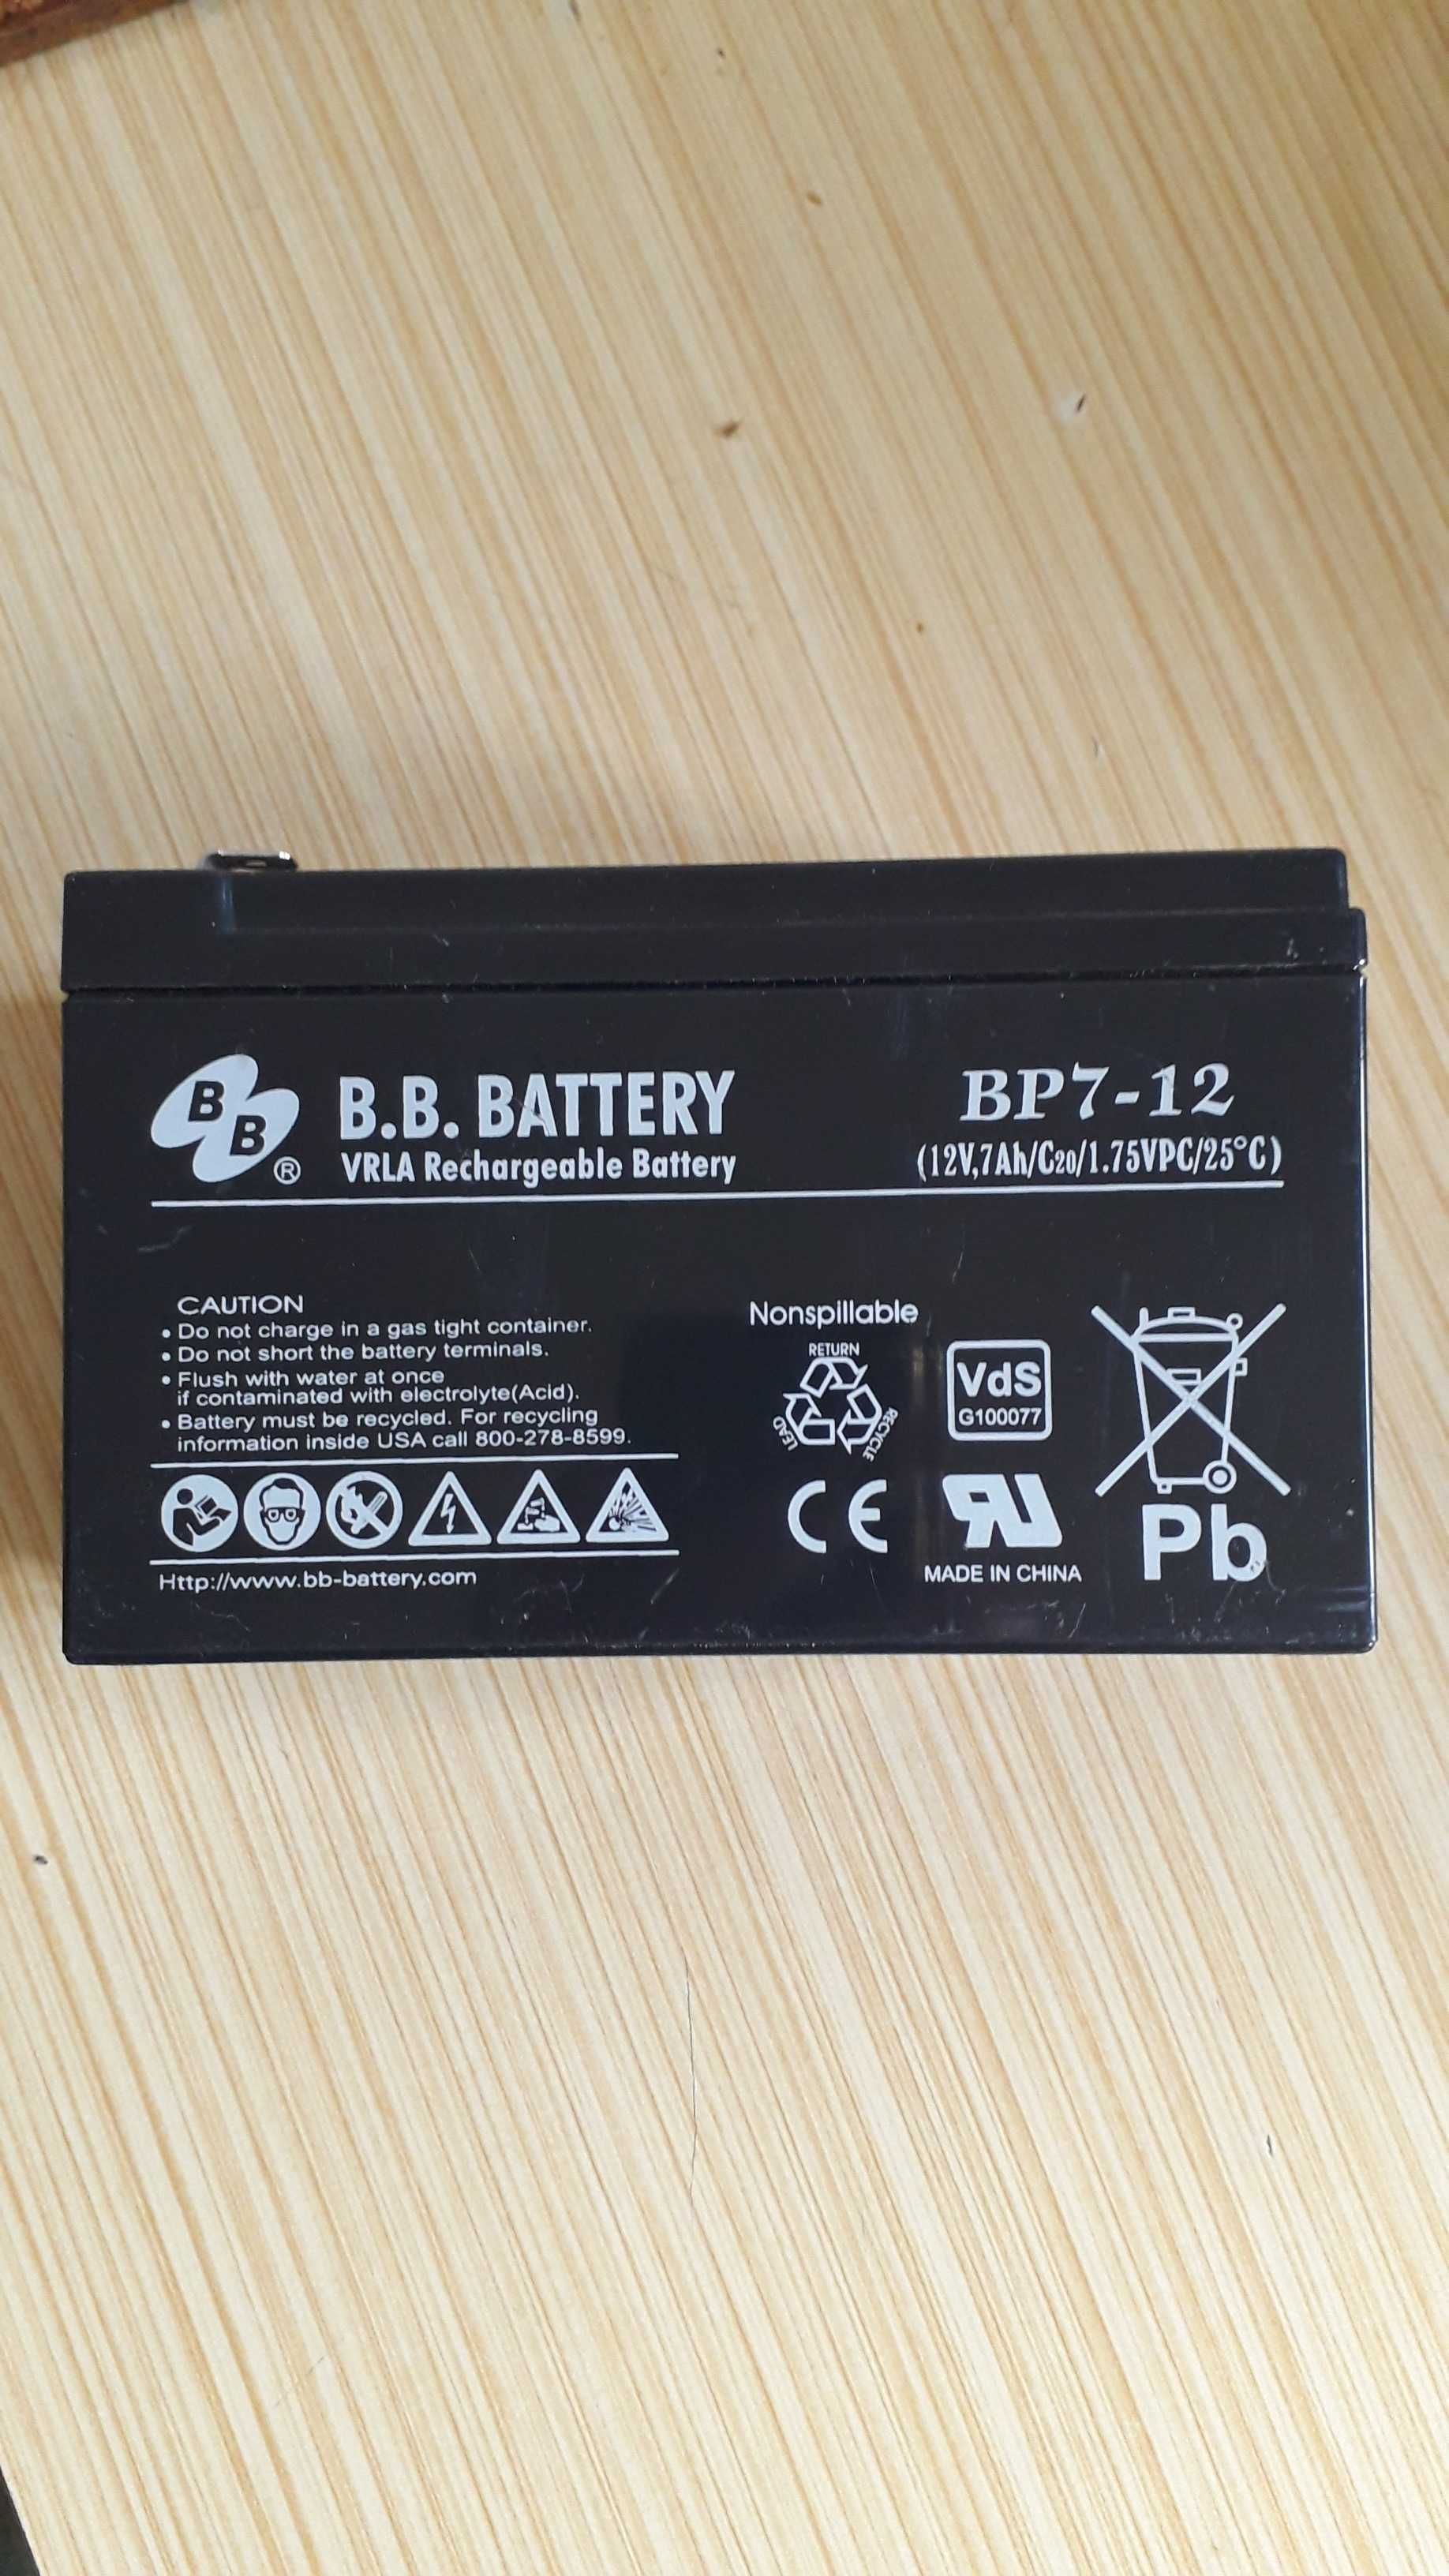 B B ®
B.B. BATTERY
VRLA Rechargeable Battery
BP7-12
(12V,7Ah/C20/1.75VPC/25°C)
CAUTION
• Do not charge in a gas tight container.
• Do not short the battery terminals.
• Flush with water at once
if contaminated with electrolyte(Acid).
• Battery must be recycled. For recycling
information inside USA call 800-278-8599.
Http://www.bb-battery.com
Nonspillable
RETURN
LEAD
RECYCLE
VdS
G100077
CE
RU
MADE IN CHINA
Pb